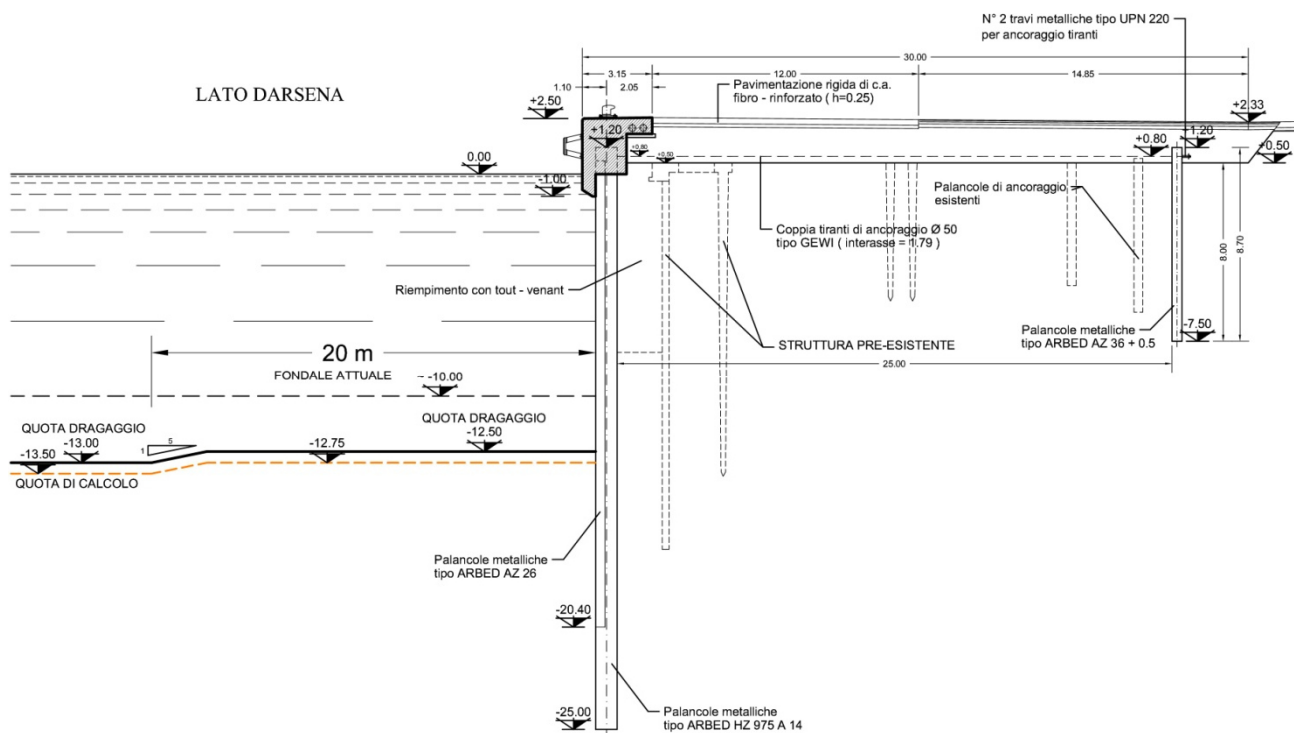 N° 2 travi metalliche tipo UPN 220
per ancoraggio tiranti
30.00
3.15
12.00
14.85
1.10
2.05
Pavimentazione rigida di c.a.
fibro - rinforzato ( h=0.25)
LATO DARSENA
+2.50
+2.33
+1.20
+0.80
+0.50
+0.80
+1.20
+0.50
0.00
-1.00
Palancole di ancoraggio
esistenti
Coppia tiranti di ancoraggio Ø 50
tipo GEWI ( interasse = 1.79 )
8.00
8.70
Riempimento con tout - venant
Palancole metalliche
tipo ARBED AZ 36 + 0.5
-7.50
STRUTTURA PRE-ESISTENTE
20 m
FONDALE ATTUALE
25.00
-10.00
QUOTA DRAGAGGIO
-12.50
QUOTA DRAGAGGIO
-13.00
5
1
-12.75
-13.50
QUOTA DI CALCOLO
Palancole metalliche
tipo ARBED AZ 26
-20.40
-25.00
Palancole metalliche
tipo ARBED HZ 975 A 14